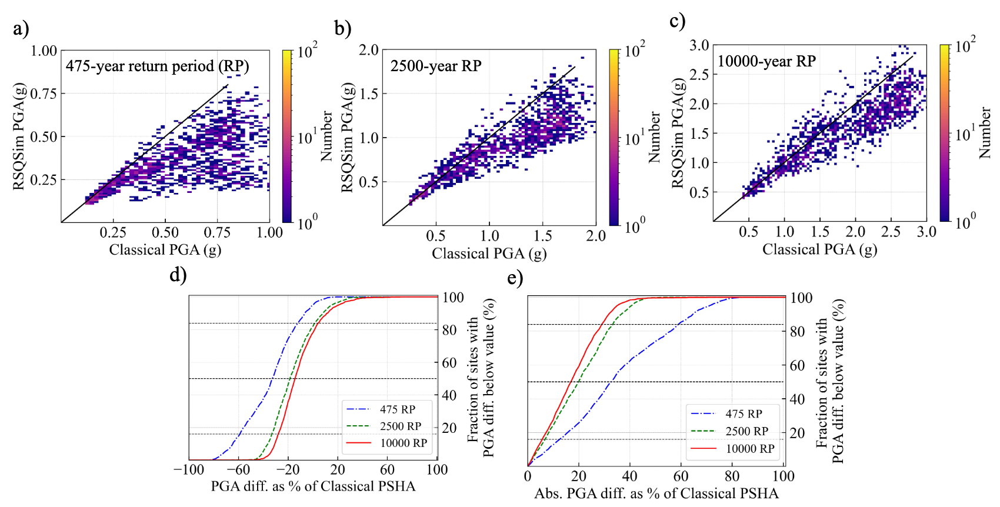 a)
475-year return period (RP)
1.00
0.75
0.50
0.25
RSQSim PGA(g)
0.25
0.50
0.75
1.00
Classical PGA (g)
10^2
10^1
10^0
Number
b)
2500-year RP
2.0
1.5
1.0
0.5
RSQSim PGA(g)
0.5
1.0
1.5
2.0
Classical PGA (g)
10^2
10^1
10^0
Number
c)
10000-year RP
3.0
2.5
2.0
1.5
1.0
0.5
RSQSim PGA(g)
0.5
1.0
1.5
2.0
2.5
3.0
Classical PGA (g)
10^2
10^1
10^0
Number
d)
100
80
60
40
20
Fraction of sites with
PGA diff. below value (%)
475 RP
2500 RP
10000 RP
−100
−60
−20
20
60
100
PGA diff. as % of Classical PSHA
e)
100
80
60
40
20
Fraction of sites with
PGA diff. below value (%)
475 RP
2500 RP
10000 RP
0
20
40
60
80
100
Abs. PGA diff. as % of Classical PSHA